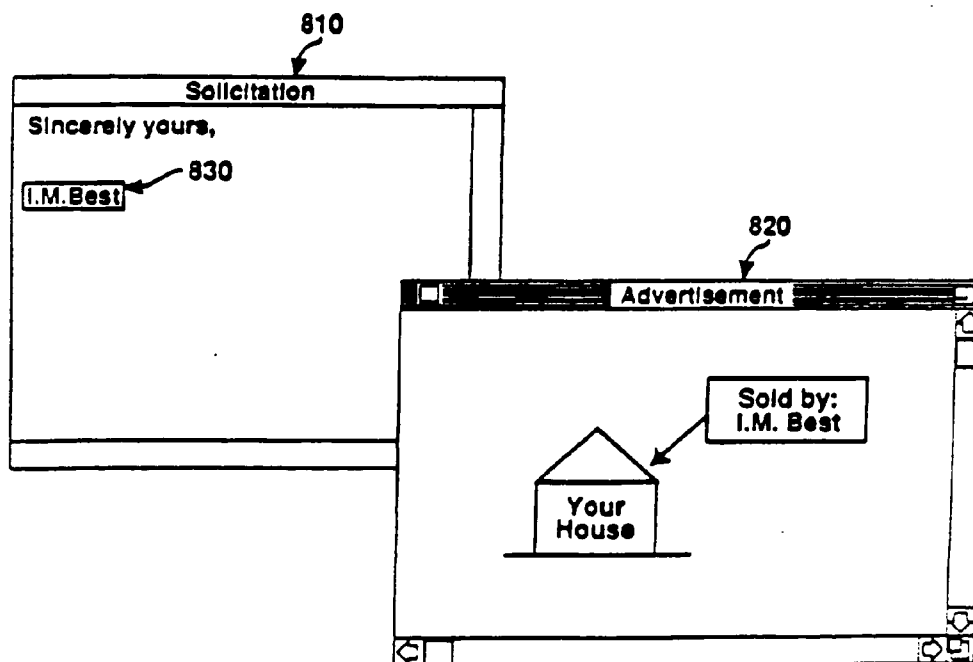 810
Solicitation
Sincerely yours,
830
I.M.Best
820
Advertisement
Sold by:
I.M. Best
Your
House